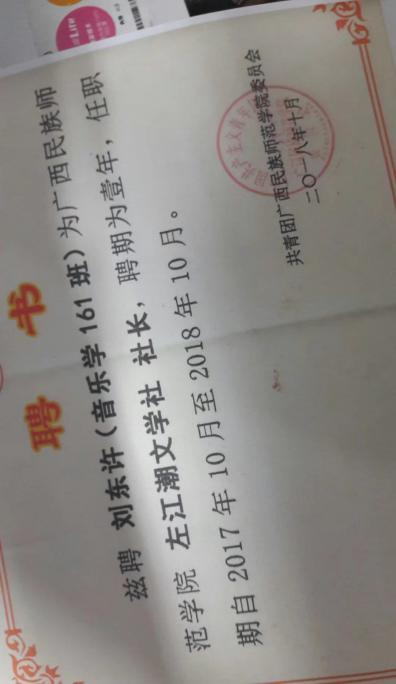 聘书
兹聘 刘东许（音乐学161班）为广西民族师
范学院 左江潮文学社 社长，聘期为壹年，任职
期自2017年10月至2018年10月。
共青团广西民族师范学院委员会
二〇一八年十月